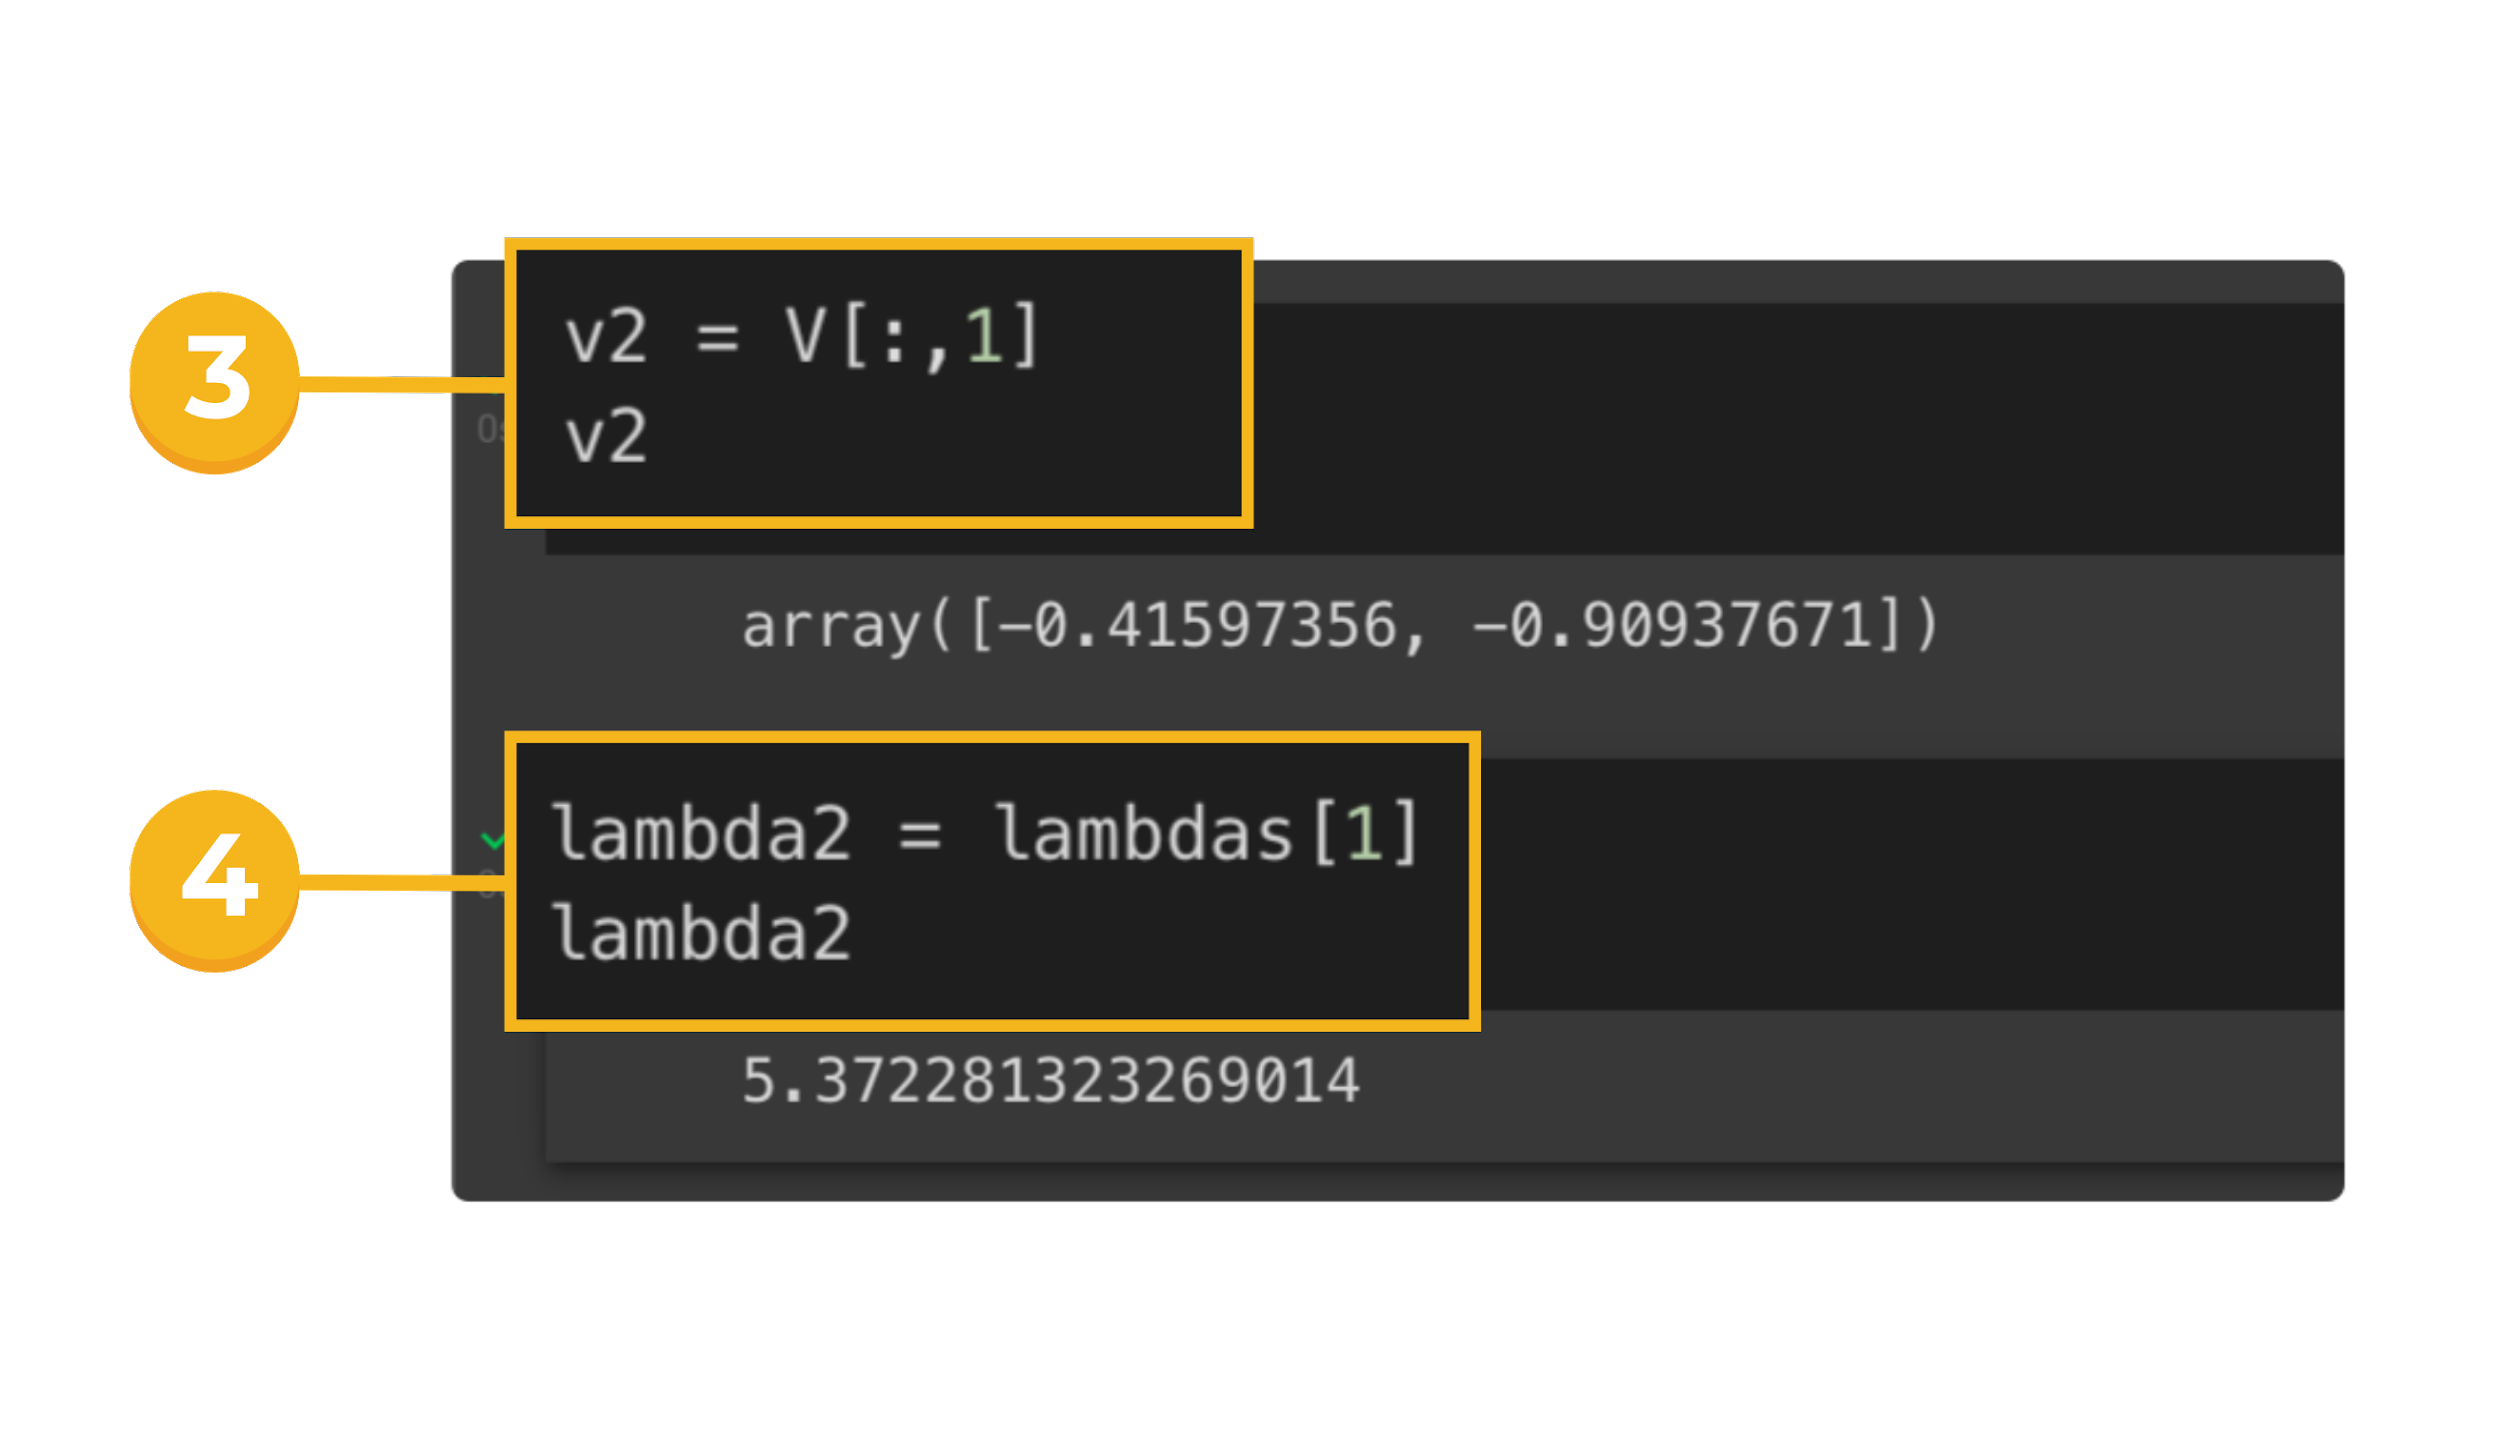 3
v2 = V[:,1]
v2
array([-0.41597356, -0.90937671])
4
lambda2 = lambdas[1]
lambda2
5.372281323269014